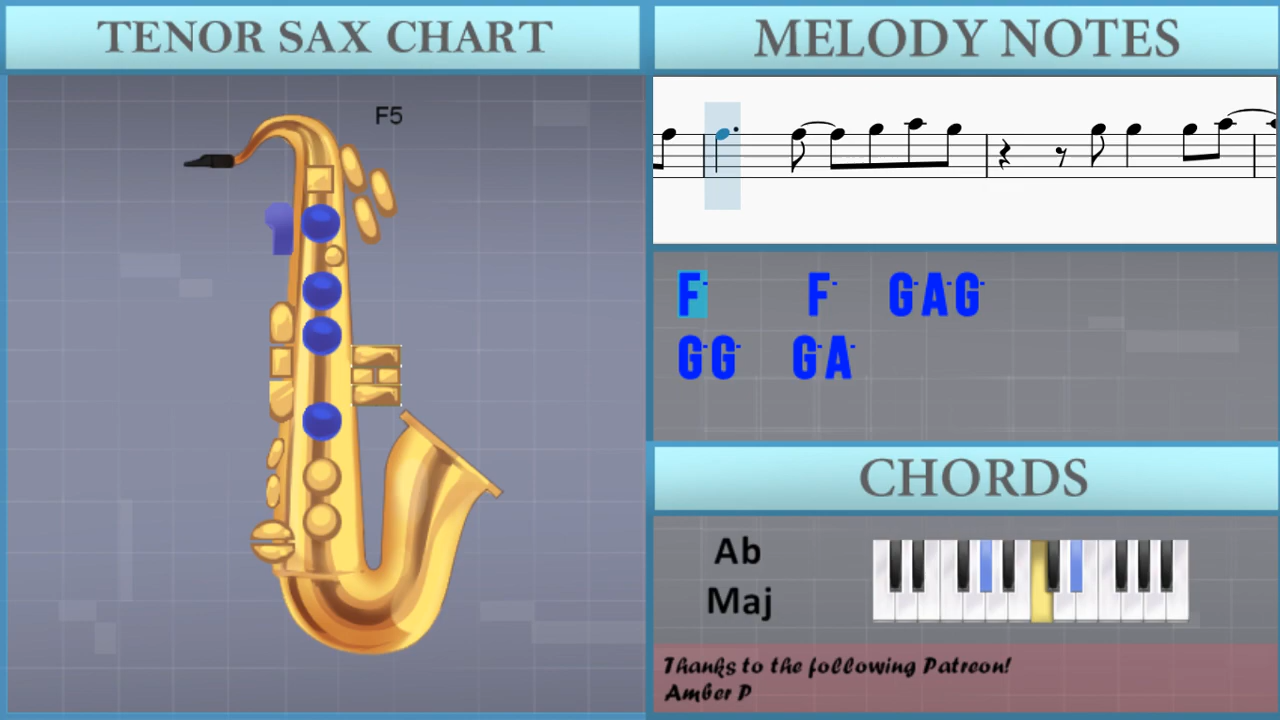 TENOR SAX CHART
F5
MELODY NOTES
F- F- G-A-G-
G-G- G-A-
CHORDS
Ab
Maj
Thanks to the following Patreon!
Amber P